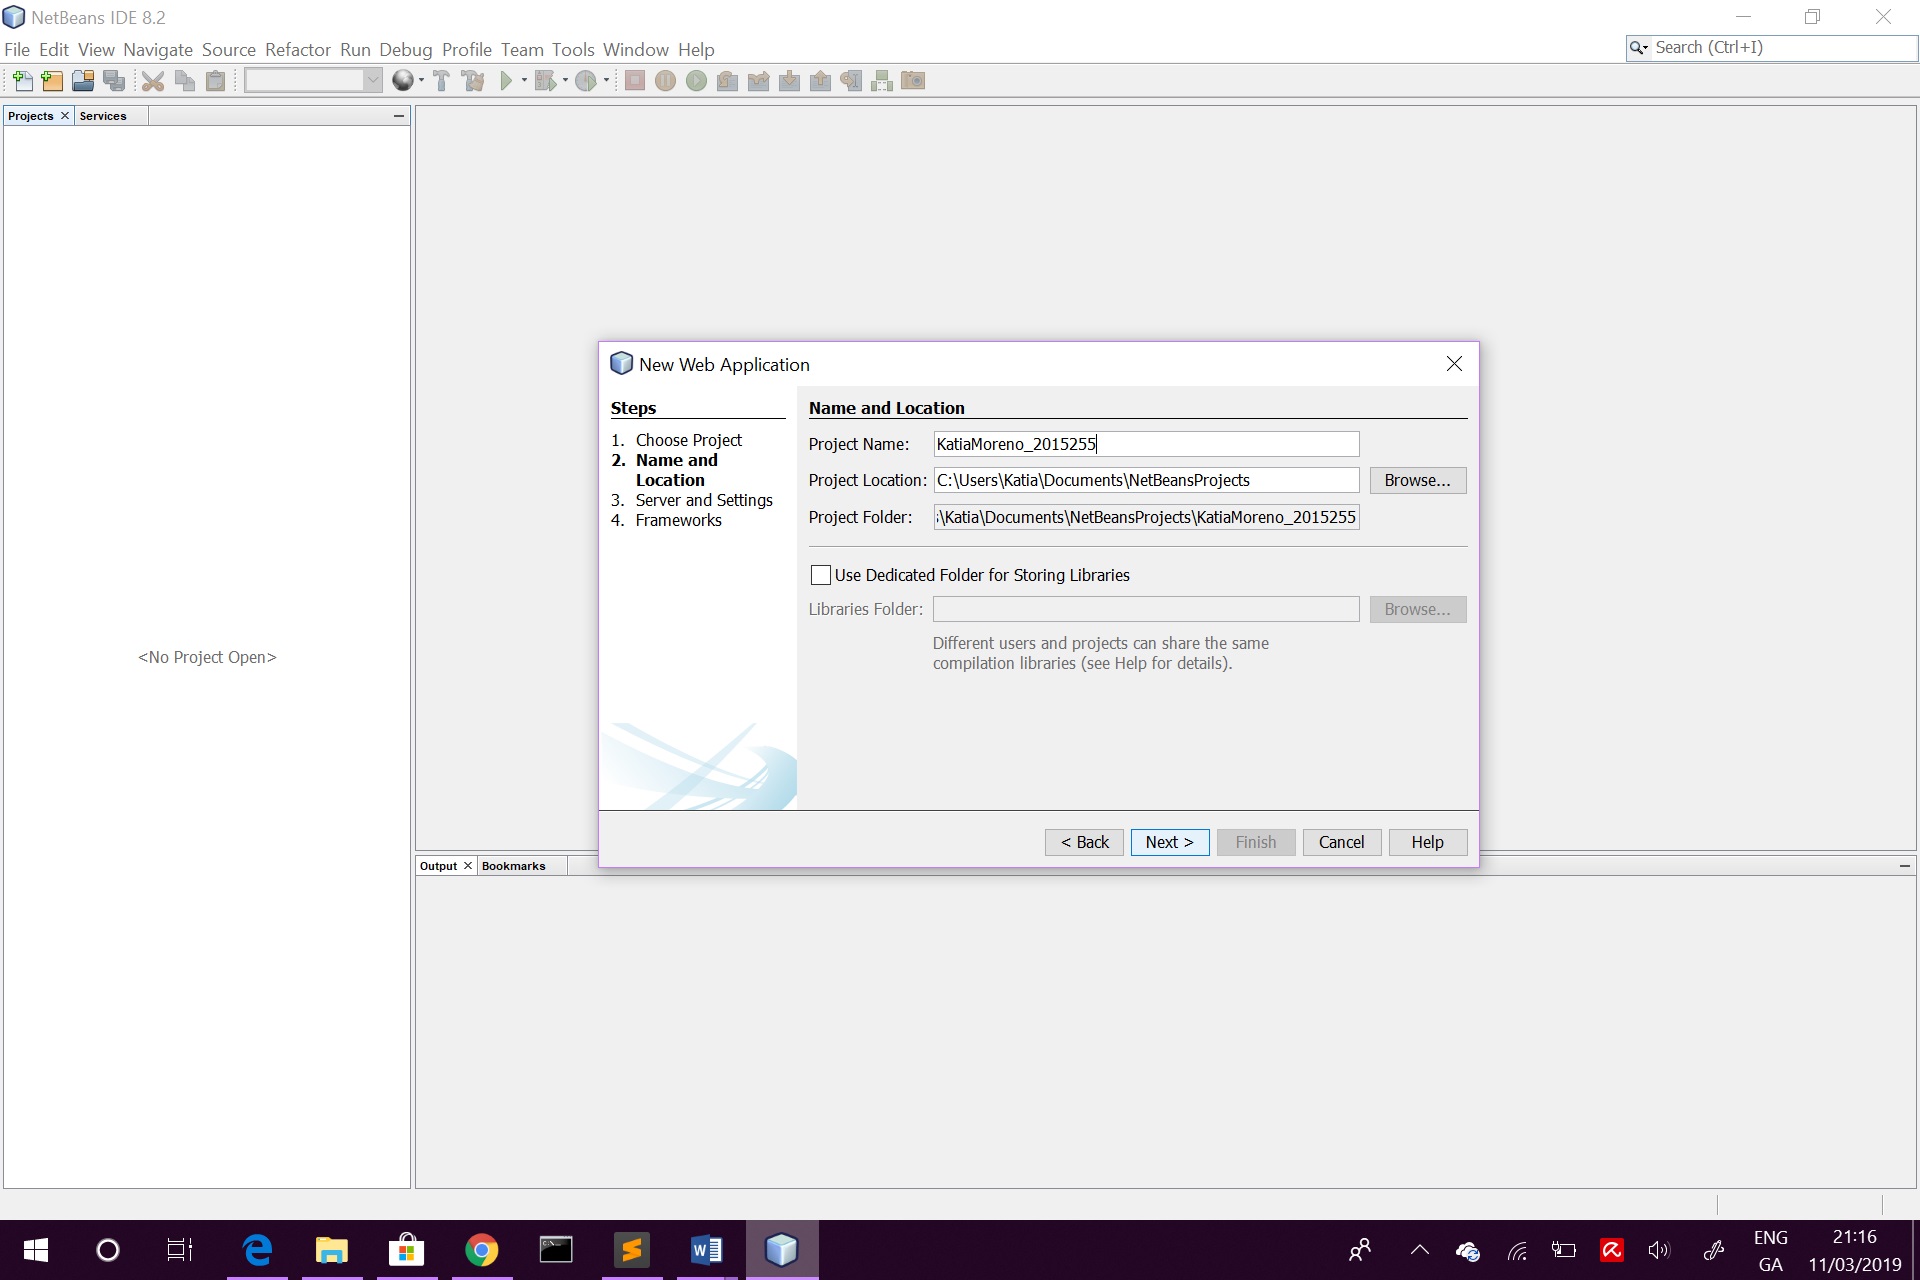 NetBeans IDE 8.2
File Edit View Navigate Source Refactor Run Debug Profile Team Tools Window Help
Search (Ctrl+I)
Projects Services
<No Project Open>
New Web Application
Steps
1. Choose Project
2. Name and
Location
3. Server and Settings
4. Frameworks
Name and Location
Project Name: KatiaMoreno_2015255
Project Location: C:\Users\Katia\Documents\NetBeansProjects Browse...
Project Folder: \Katia\Documents\NetBeansProjects\KatiaMoreno_2015255
Use Dedicated Folder for Storing Libraries
Libraries Folder: Browse...
Different users and projects can share the same
compilation libraries (see Help for details).
< Back Next > Finish Cancel Help
Output Bookmarks
ENG
GA
21:16
11/03/2019